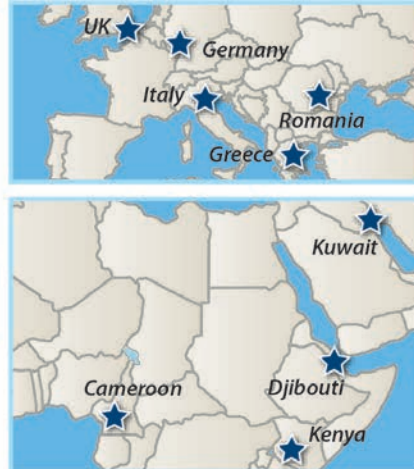 UK
Germany
Italy
Romania
Greece
Kuwait
Cameroon
Djibouti
Kenya